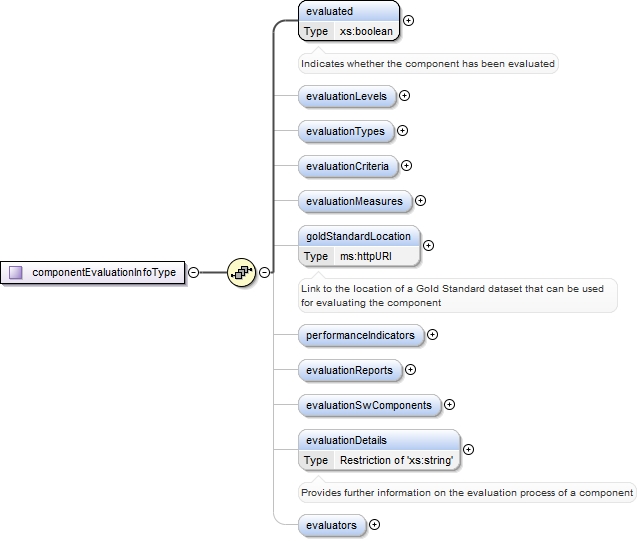 evaluated
Type xs:boolean
Indicates whether the component has been evaluated
evaluationLevels
evaluationTypes
evaluationCriteria
evaluationMeasures
goldStandardLocation
Type ms:httpURI
componentEvaluationInfoType
Link to the location of a Gold Standard dataset that can be used
for evaluating the component
performanceIndicators
evaluationReports
evaluationSwComponents
evaluationDetails
Type Restriction of 'xs:string'
Provides further information on the evaluation process of a component
evaluators